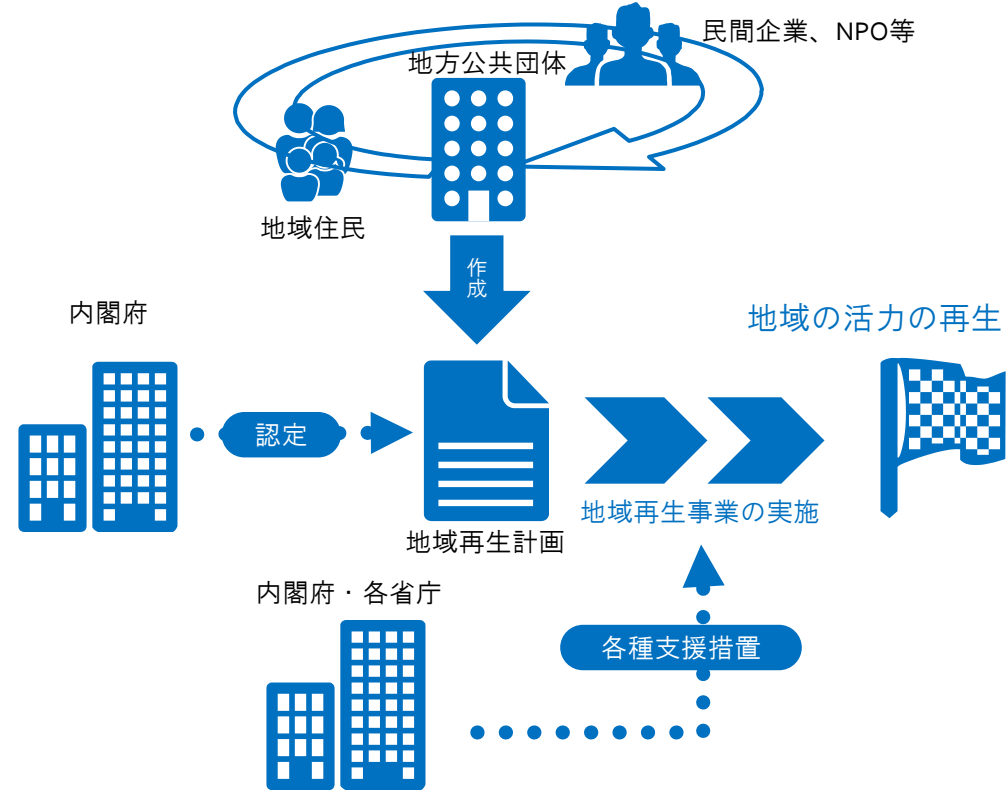 民間企業、NPO等
地方公共団体
地域住民
作成
内閣府
地域の活力の再生
認定
地域再生事業の実施
地域再生計画
内閣府・各省庁
各種支援措置